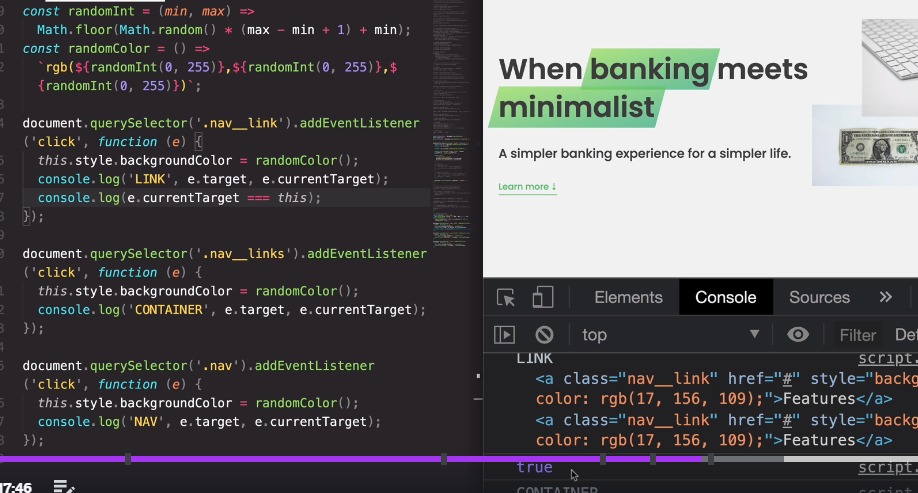 const randomInt = (min, max) =>
Math.floor(Math.random() * (max - min + 1) + min);
const randomColor = () =>
`rgb(${randomInt(0, 255)},${randomInt(0, 255)},$
{randomInt(0, 255)})`;
document.querySelector('.nav__link').addEventListener
('click', function (e) {
this.style.backgroundColor = randomColor();
console.log('LINK', e.target, e.currentTarget);
console.log(e.currentTarget === this);
});
document.querySelector('.nav__links').addEventListener
('click', function (e) {
this.style.backgroundColor = randomColor();
console.log('CONTAINER', e.target, e.currentTarget);
});
document.querySelector('.nav').addEventListener
('click', function (e) {
this.style.backgroundColor = randomColor();
console.log('NAV', e.target, e.currentTarget);
});
17:46
When banking meets
minimalist
A simpler banking experience for a simpler life.
Learn more ↓
Elements Console Sources »
top ▼ Filter Def
LINK script.
<a class="nav__link" href="#" style="backg
color: rgb(17, 156, 109);">Features</a>
<a class="nav__link" href="#" style="backg
color: rgb(17, 156, 109);">Features</a>
true script.
CONTAINER script.